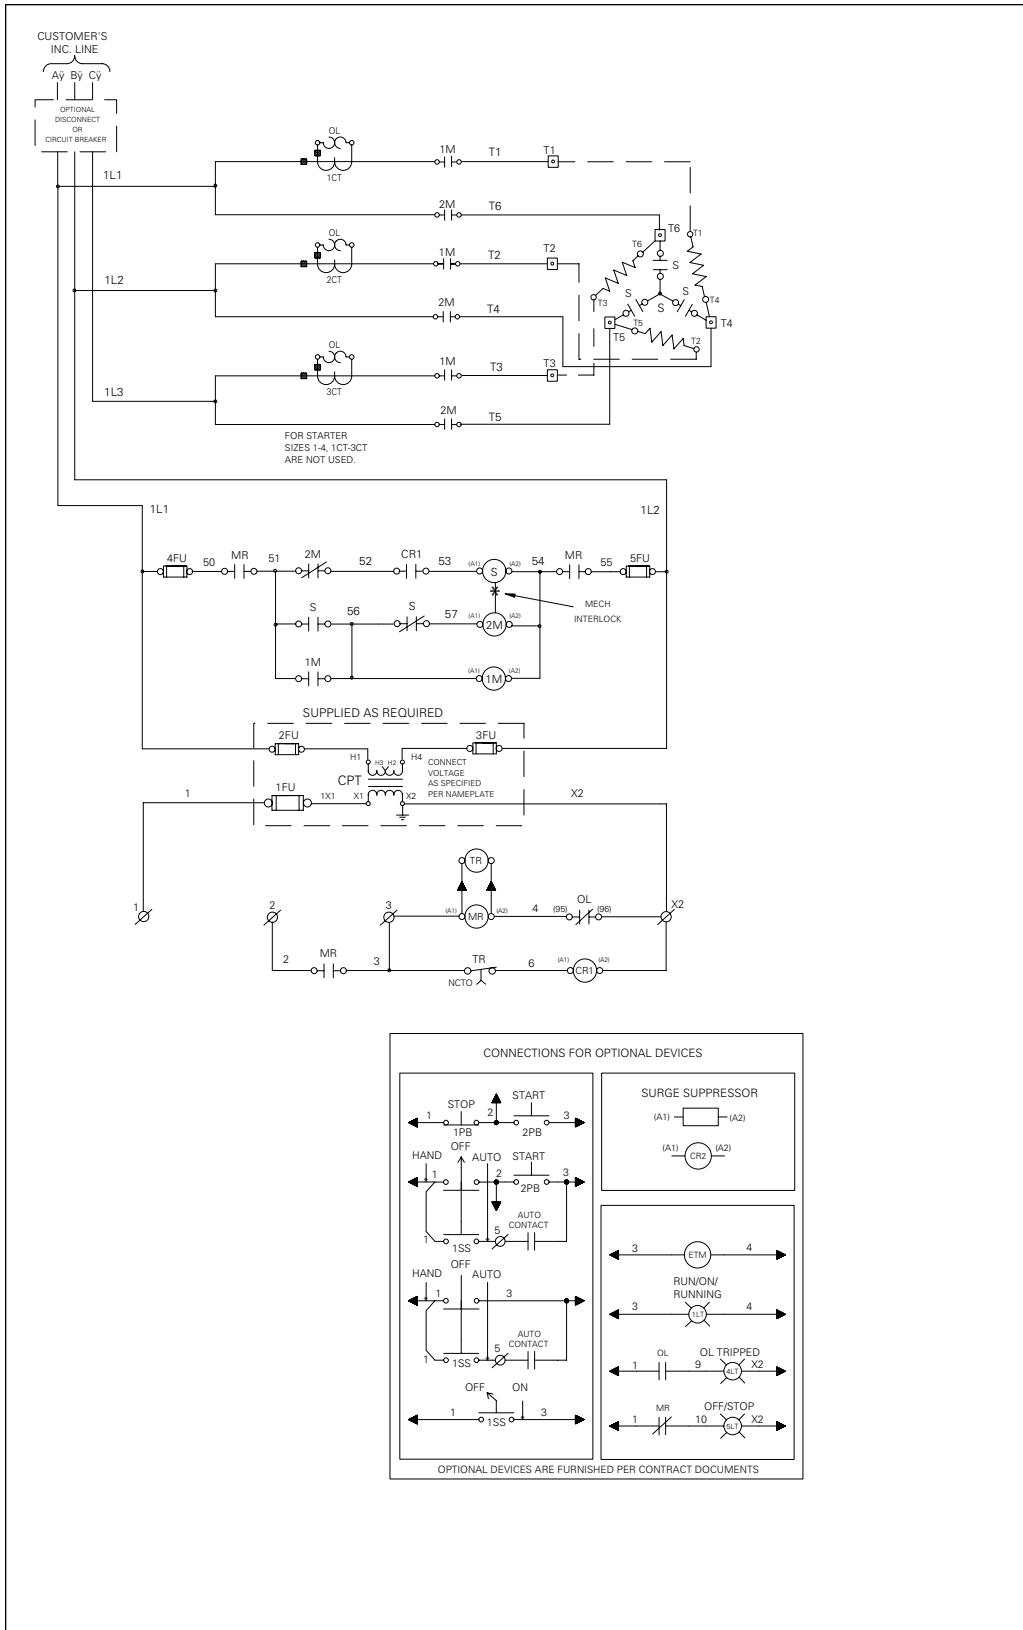 CUSTOMER'S
INC. LINE
Aÿ Bÿ Cÿ
OPTIONAL
DISCONNECT
OR
CIRCUIT BREAKER
OL
1CT
1M
T1
T1
1L1
2M
T6
T6
T1
OL
2CT
1M
T2
T2
T6
S
1L2
T3
S
S
S
T4
2M
T4
T5
T5
T2
T4
OL
3CT
1M
T3
T3
1L3
2M
T5
FOR STARTER
SIZES 1-4, 1CT-3CT
ARE NOT USED.
1L1
1L2
4FU
50
MR
51
2M
52
CR1
53
(A1)
S
(A2)
54
MR
55
5FU
MECH
INTERLOCK
S
56
S
57
(A1)
2M
(A2)
1M
(A1)
1M
(A2)
SUPPLIED AS REQUIRED
2FU
H1
H3
H2
H4
3FU
CONNECT
VOLTAGE
AS SPECIFIED
PER NAMEPLATE
CPT
1
1FU
1X1
X1
X2
X2
TR
1
2
3
(A1)
MR
(A2)
4
(95)
OL
(96)
X2
2
MR
3
TR
NCTO
6
(A1)
CR1
(A2)
CONNECTIONS FOR OPTIONAL DEVICES
1
STOP
1PB
2
START
2PB
3
HAND
OFF
AUTO
START
1
2
2PB
3
1
1SS
5
AUTO
CONTACT
HAND
OFF
AUTO
1
3
1
1SS
5
AUTO
CONTACT
OFF
ON
1
1SS
3
SURGE SUPPRESSOR
(A1)
(A2)
(A1)
CR2
(A2)
3
ETM
4
RUN/ON/
RUNNING
3
1LT
4
OL
OL TRIPPED
1
9
4LT
X2
MR
OFF/STOP
1
10
5LT
X2
OPTIONAL DEVICES ARE FURNISHED PER CONTRACT DOCUMENTS